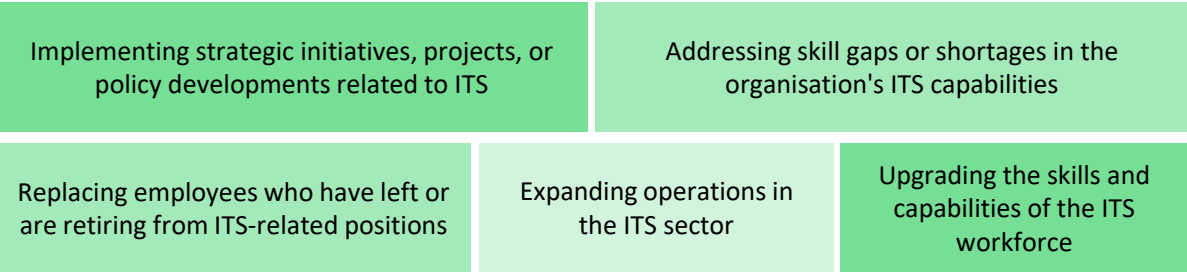 Implementing strategic initiatives, projects, or
policy developments related to ITS
Addressing skill gaps or shortages in the
organisation's ITS capabilities
Replacing employees who have left or
are retiring from ITS-related positions
Expanding operations in
the ITS sector
Upgrading the skills and
capabilities of the ITS
workforce